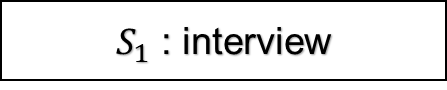 S₁ : interview